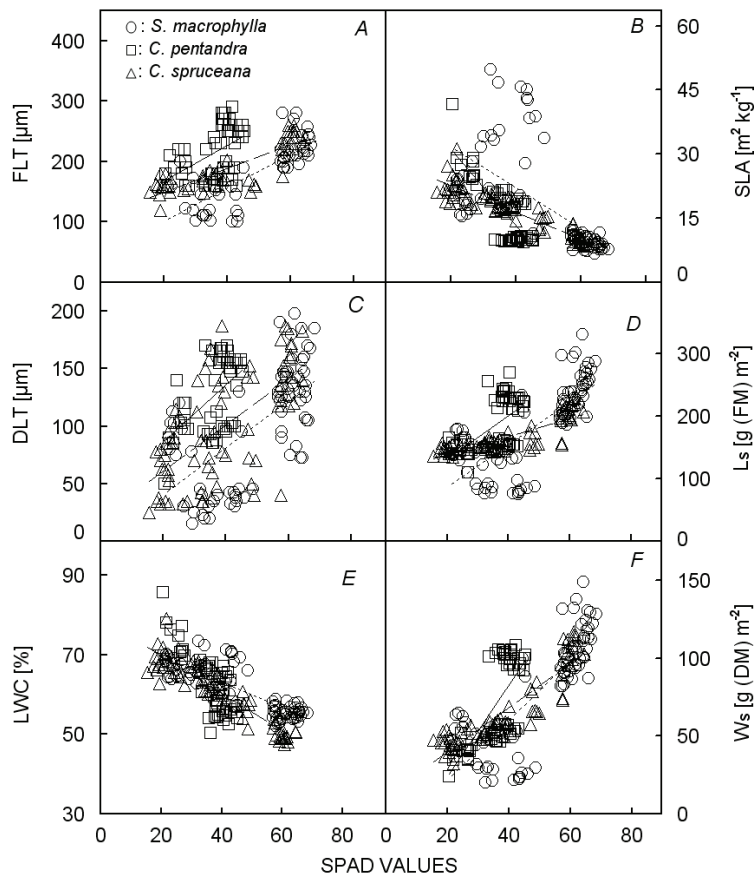 450
○: S. macrophylla
□: C. pentandra
△: C. spruceana
A
B
60
400
45
300
30
200
15
100
0
FLT [µm]
SLA [m² kg⁻¹]
200
C
D
150
300
100
200
50
100
0
0
DLT [µm]
Ls [g (FM) m⁻²]
90
E
F
150
70
100
50
50
30
0
LWC [%]
Ws [g (DM) m⁻²]
0 20 40 60 80 0 20 40 60 80
SPAD VALUES